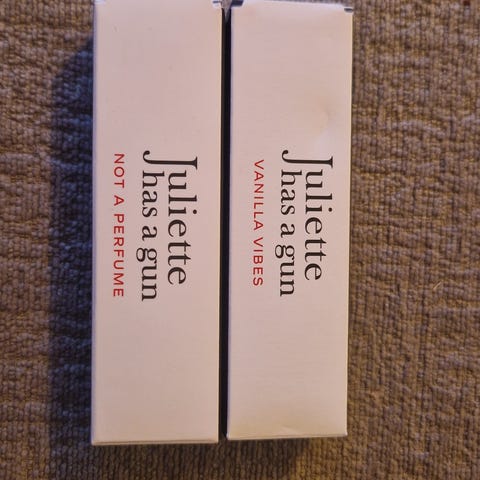 Juliette
has a gun
NOT A PERFUME
Juliette
has a gun
VANILLA VIBES